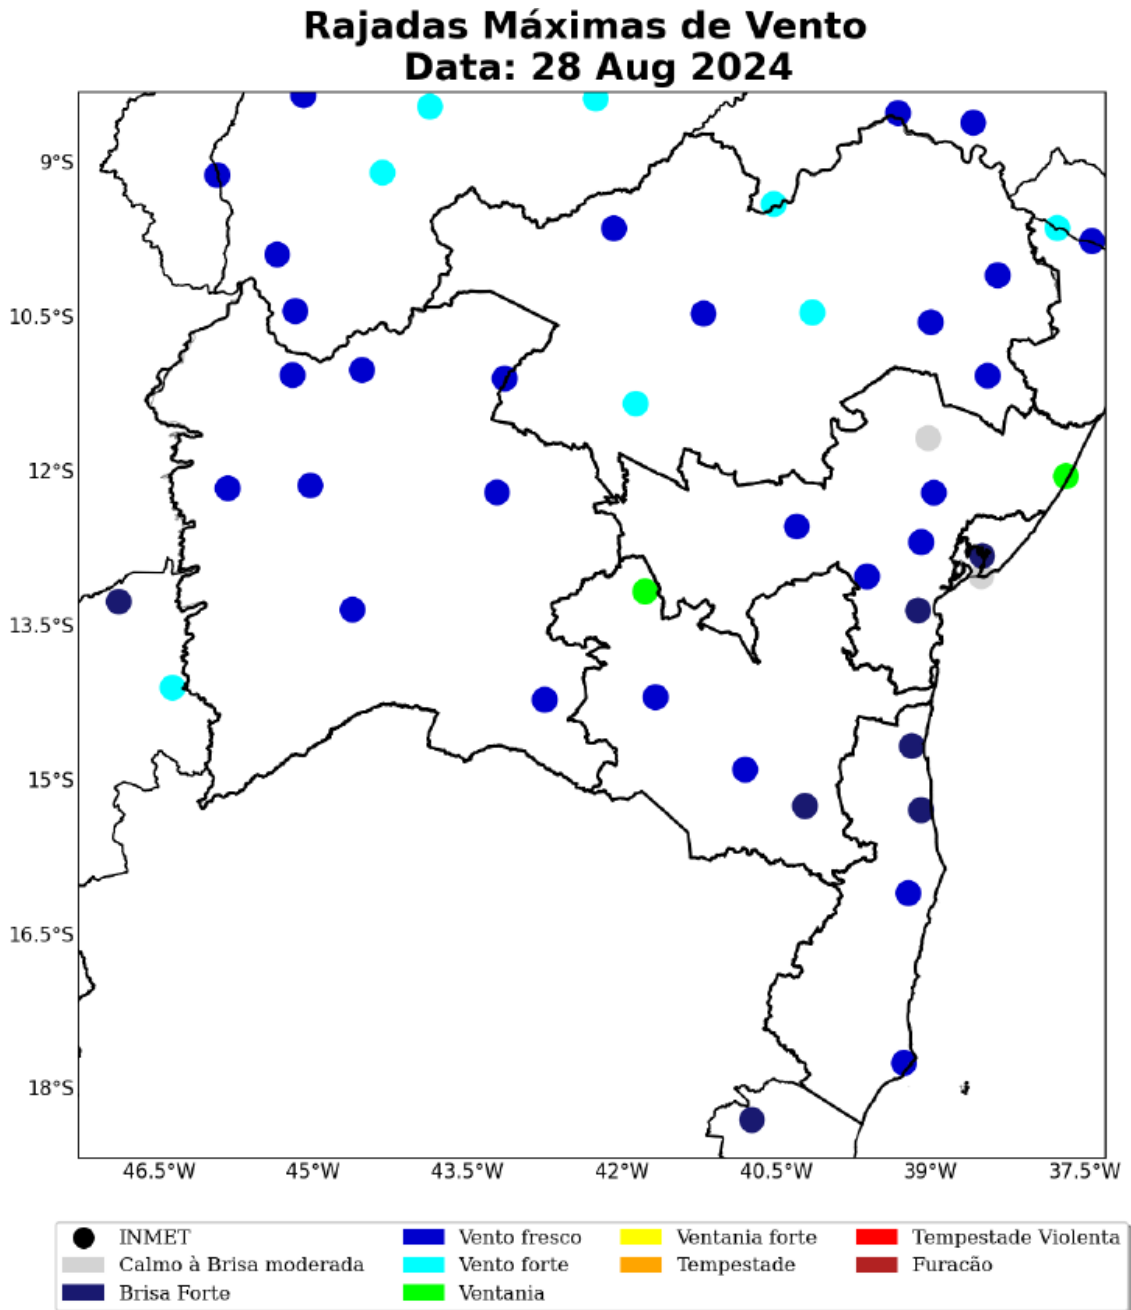 Rajadas Máximas de Vento
Data: 28 Aug 2024
9°S
10.5°S
12°S
13.5°S
15°S
16.5°S
18°S
46.5°W 45°W 43.5°W 42°W 40.5°W 39°W 37.5°W
INMET
Calmo à Brisa moderada
Brisa Forte
Vento fresco
Vento forte
Ventania
Ventania forte
Tempestade
Tempestade Violenta
Furacão